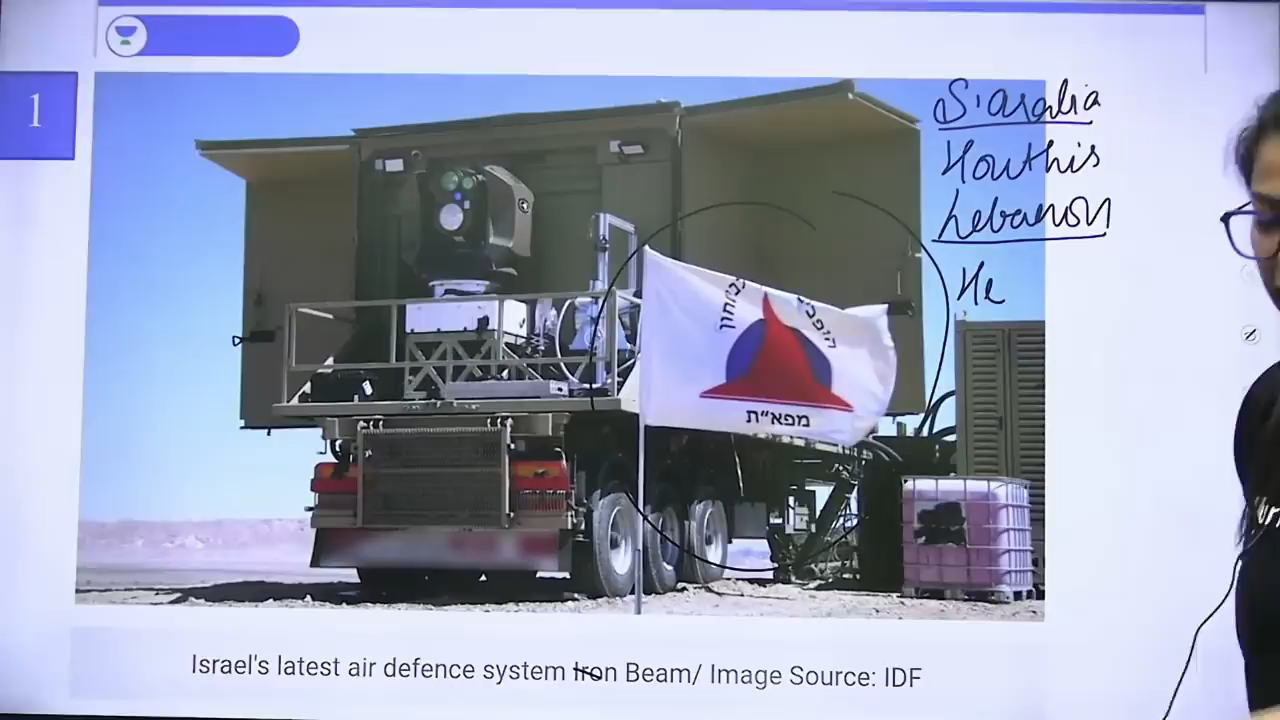 1
S.arabia
Houthis
Lebanon
He
מפא״ת
Israel's latest air defence system Iron Beam/ Image Source: IDF